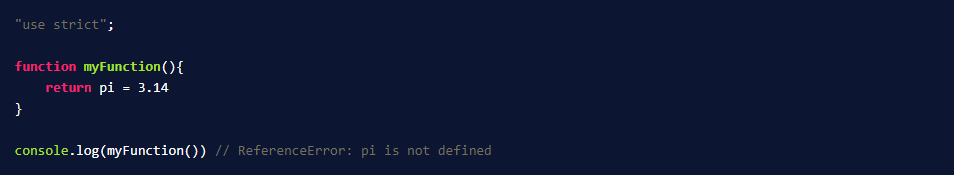 "use strict";
function myFunction(){
    return pi = 3.14
}
console.log(myFunction()) // ReferenceError: pi is not defined